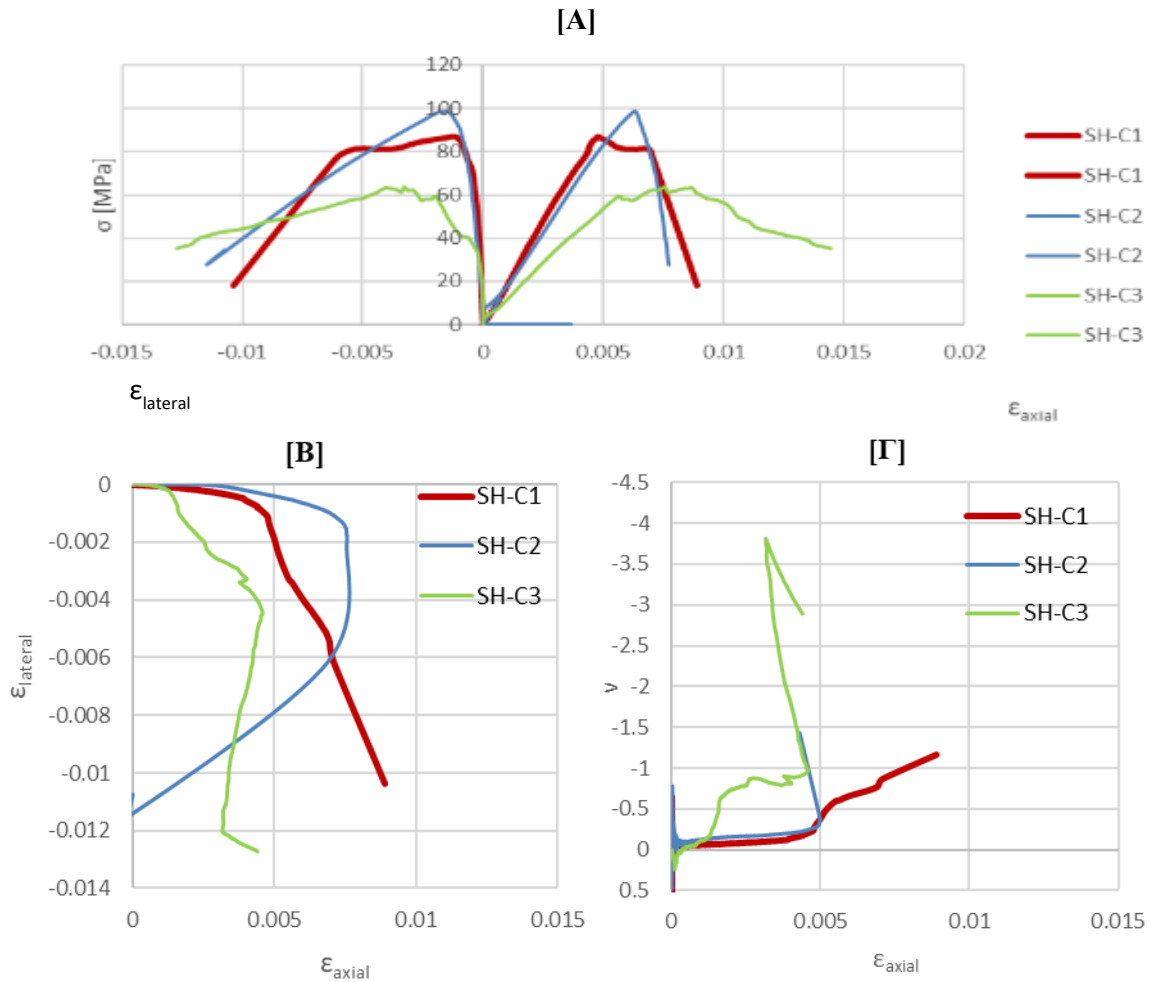 [A]
120
100
80
60
40
20
0
σ [MPa]
-0.015 -0.01 -0.005 0 0.005 0.01 0.015 0.02
εlateral
εaxial
SH-C1
SH-C1
SH-C2
SH-C2
SH-C3
SH-C3
[B]
0
-0.002
-0.004
-0.006
-0.008
-0.01
-0.012
-0.014
εlateral
0 0.005 0.01 0.015
εaxial
SH-C1
SH-C2
SH-C3
[Γ]
-4.5
-4
-3.5
-3
-2.5
-2
-1.5
-1
-0.5
0
0.5
ν
0 0.005 0.01 0.015
εaxial
SH-C1
SH-C2
SH-C3